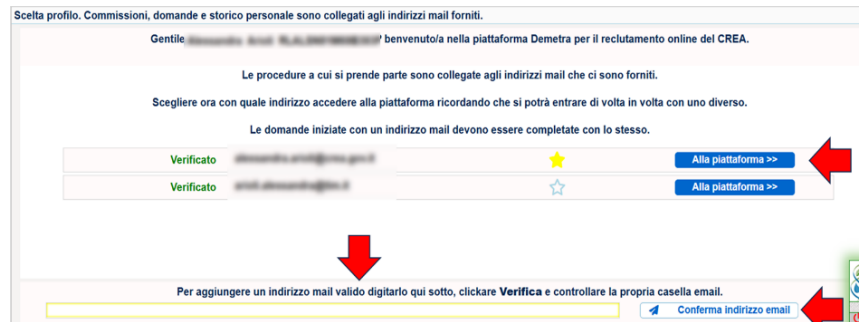 Scelta profilo. Commissioni, domande e storico personale sono collegati agli indirizzi mail forniti.
Gentile benvenuto/a nella piattaforma Demetra per il reclutamento online del CREA.
Le procedure a cui si prende parte sono collegate agli indirizzi mail che ci sono forniti.
Scegliere ora con quale indirizzo accedere alla piattaforma ricordando che si potrà entrare di volta in volta con uno diverso.
Le domande iniziate con un indirizzo mail devono essere completate con lo stesso.
Verificato Alla piattaforma >>
Verificato Alla piattaforma >>
Per aggiungere un indirizzo mail valido digitarlo qui sotto, clickare Verifica e controllare la propria casella email.
Conferma indirizzo email